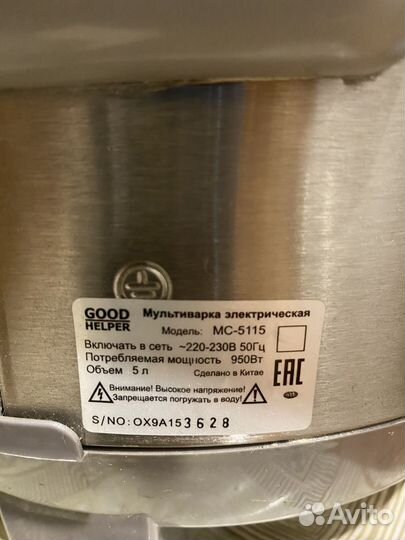 GOOD HELPER
Мультиварка электрическая
Модель: MC-5115
Включать в сеть ~220-230В 50Гц
Потребляемая мощность 950Вт
Объем 5 л
Сделано в Китае
EAC
Внимание! Высокое напряжение!
Запрещается погружать в воду!
S/NO: OX9A153628
Avito